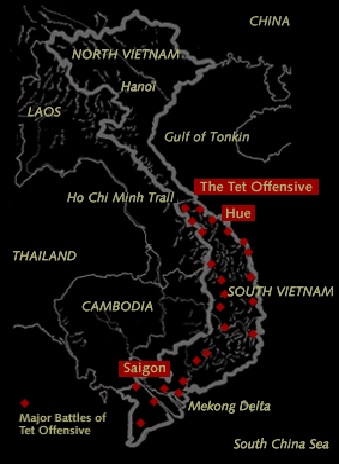 CHINA
NORTH VIETNAM
Hanoi
LAOS
Gulf of Tonkin
The Tet Offensive
Ho Chi Minh Trail
Hue
THAILAND
SOUTH VIETNAM
CAMBODIA
Saigon
Mekong Delta
Major Battles of
Tet Offensive
South China Sea